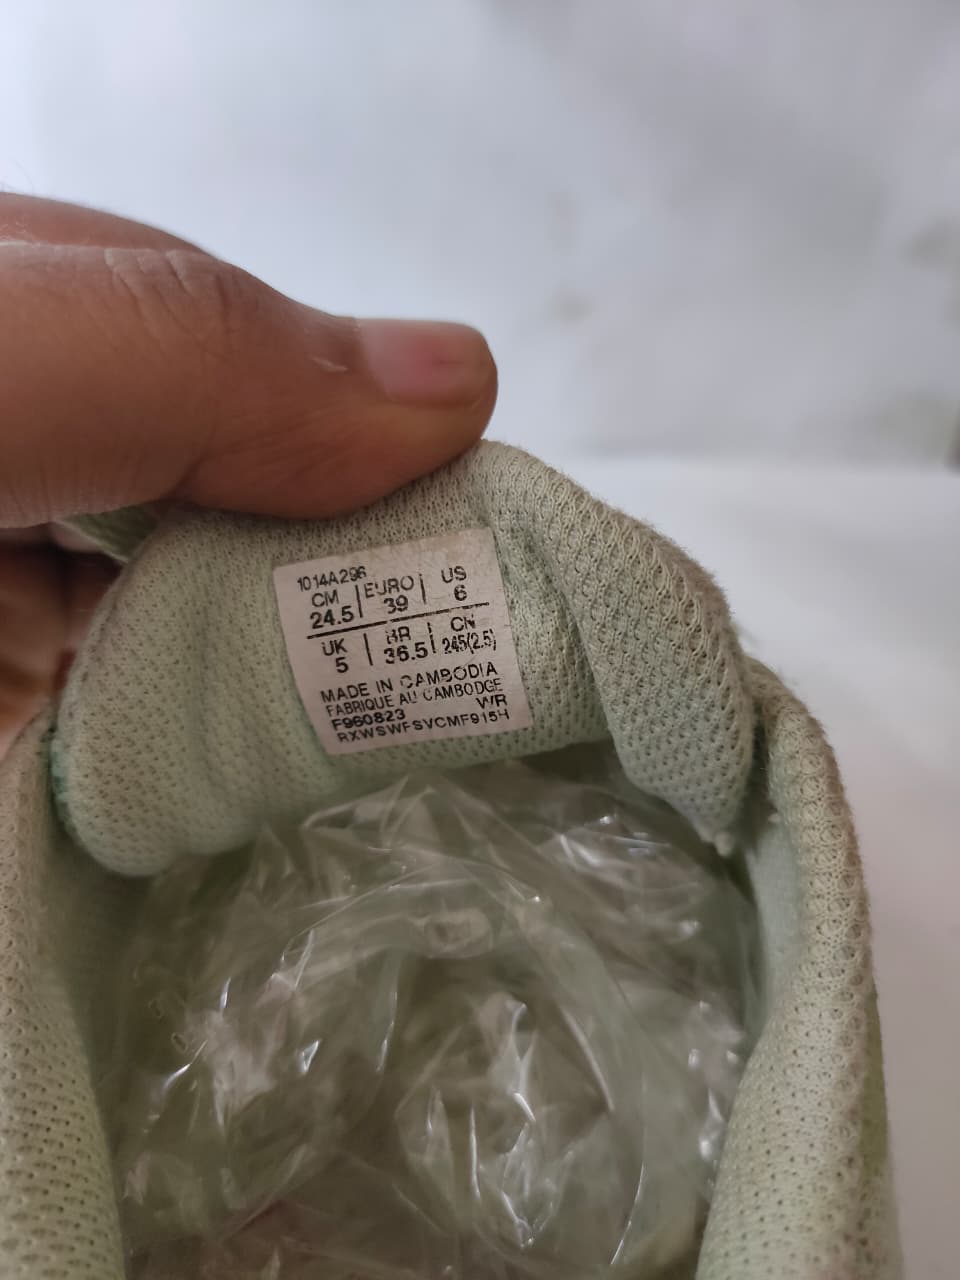 1014A296
CM 24.5 | EURO 39 | US 6
UK 5 | BR 36.5 | CN 245(2.5)
MADE IN CAMBODIA
FABRIQUE AU CAMBODGE
F960823 WR
RXWSWFSVCMF915H